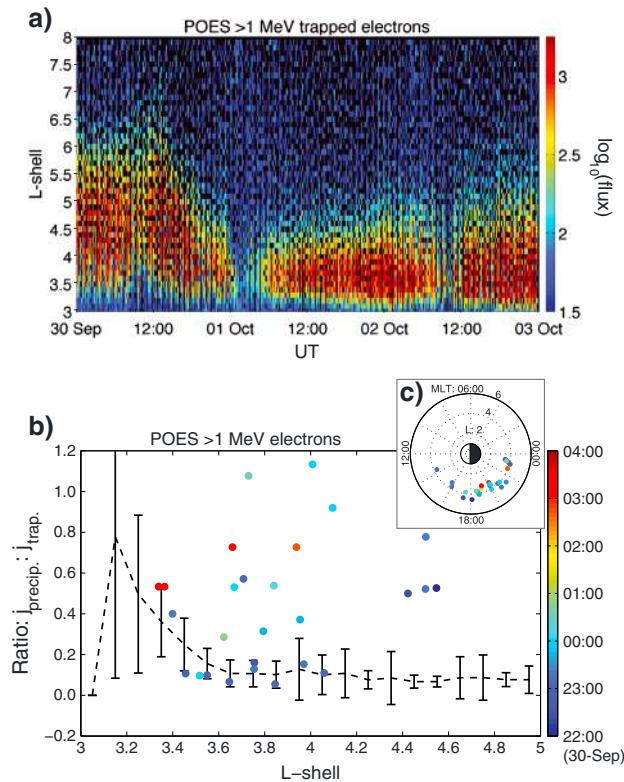 a)
POES >1 MeV trapped electrons
8
7.5
7
6.5
6
5.5
5
4.5
4
3.5
3
L-shell
30 Sep 12:00 01 Oct 12:00 02 Oct 12:00 03 Oct
UT
3
2.5
2
1.5
log10(flux)
b)
POES >1 MeV electrons
1.2
1.0
0.8
0.6
0.4
0.2
0.0
−0.2
Ratio: jprecip. : jtrap.
3 3.2 3.4 3.6 3.8 4 4.2 4.4 4.6 4.8 5
L-shell
c)
MLT: 06:00
6
4
L: 2
12:00
00:00
18:00
04:00
03:00
02:00
01:00
00:00
23:00
22:00
(30-Sep)